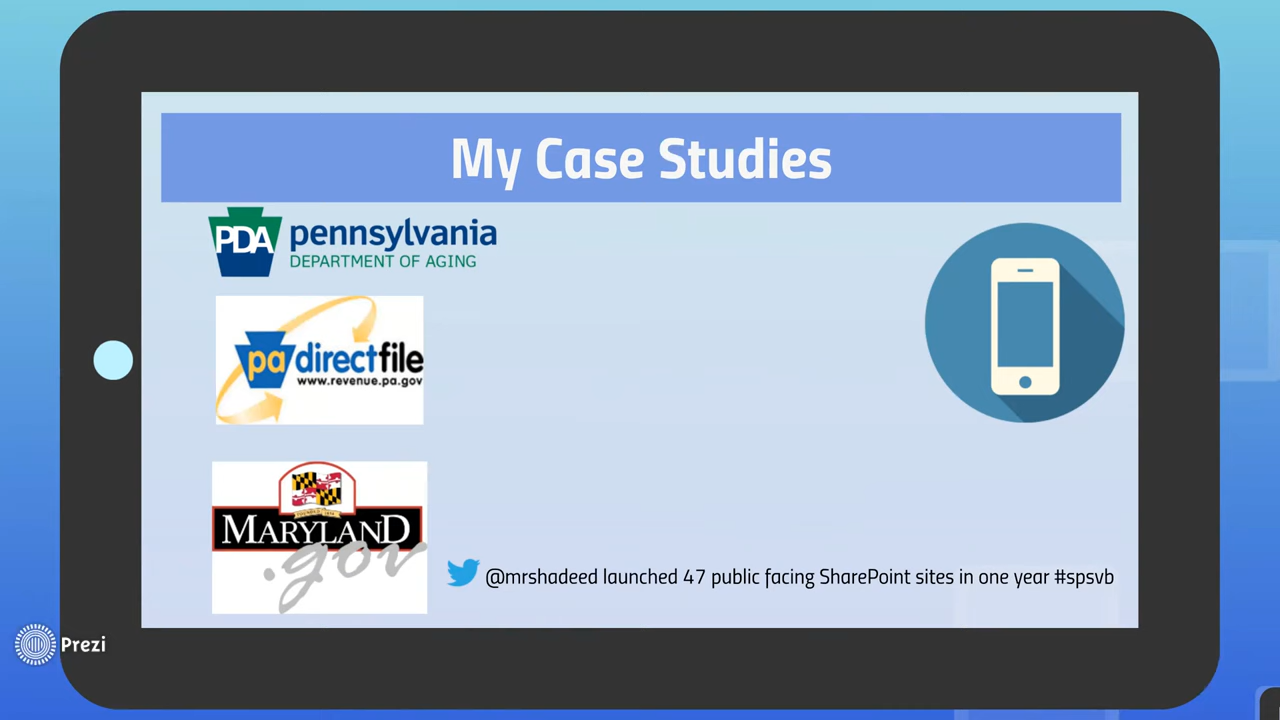 My Case Studies
PDA pennsylvania
DEPARTMENT OF AGING
pa directfile
www.revenue.pa.gov
MARYLAND
.gov
@mrshadeed launched 47 public facing SharePoint sites in one year #spsvb
Prezi